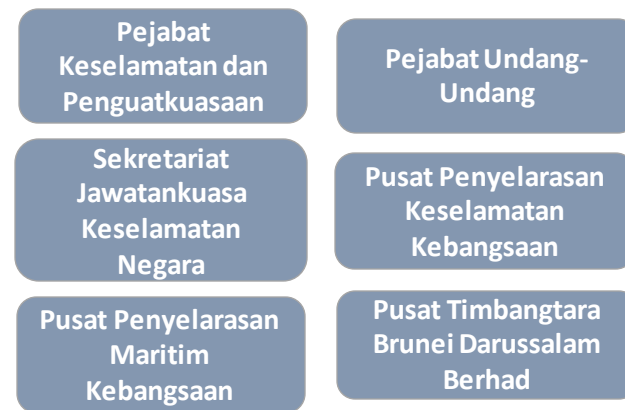 Pejabat
Keselamatan dan
Penguatkuasaan
Pejabat Undang-
Undang
Sekretariat
Jawatankuasa
Keselamatan
Negara
Pusat Penyelarasan
Keselamatan
Kebangsaan
Pusat Penyelarasan
Maritim
Kebangsaan
Pusat Timbangtara
Brunei Darussalam
Berhad